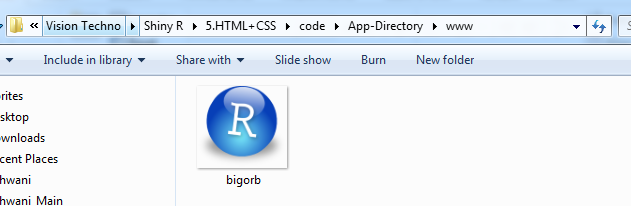 « Vision Techno Shiny R 5.HTML+CSS code App-Directory www
Include in library Share with Slide show Burn New folder
rites
sktop
ownloads
cent Places
hwani
hwani_Main
R
bigorb